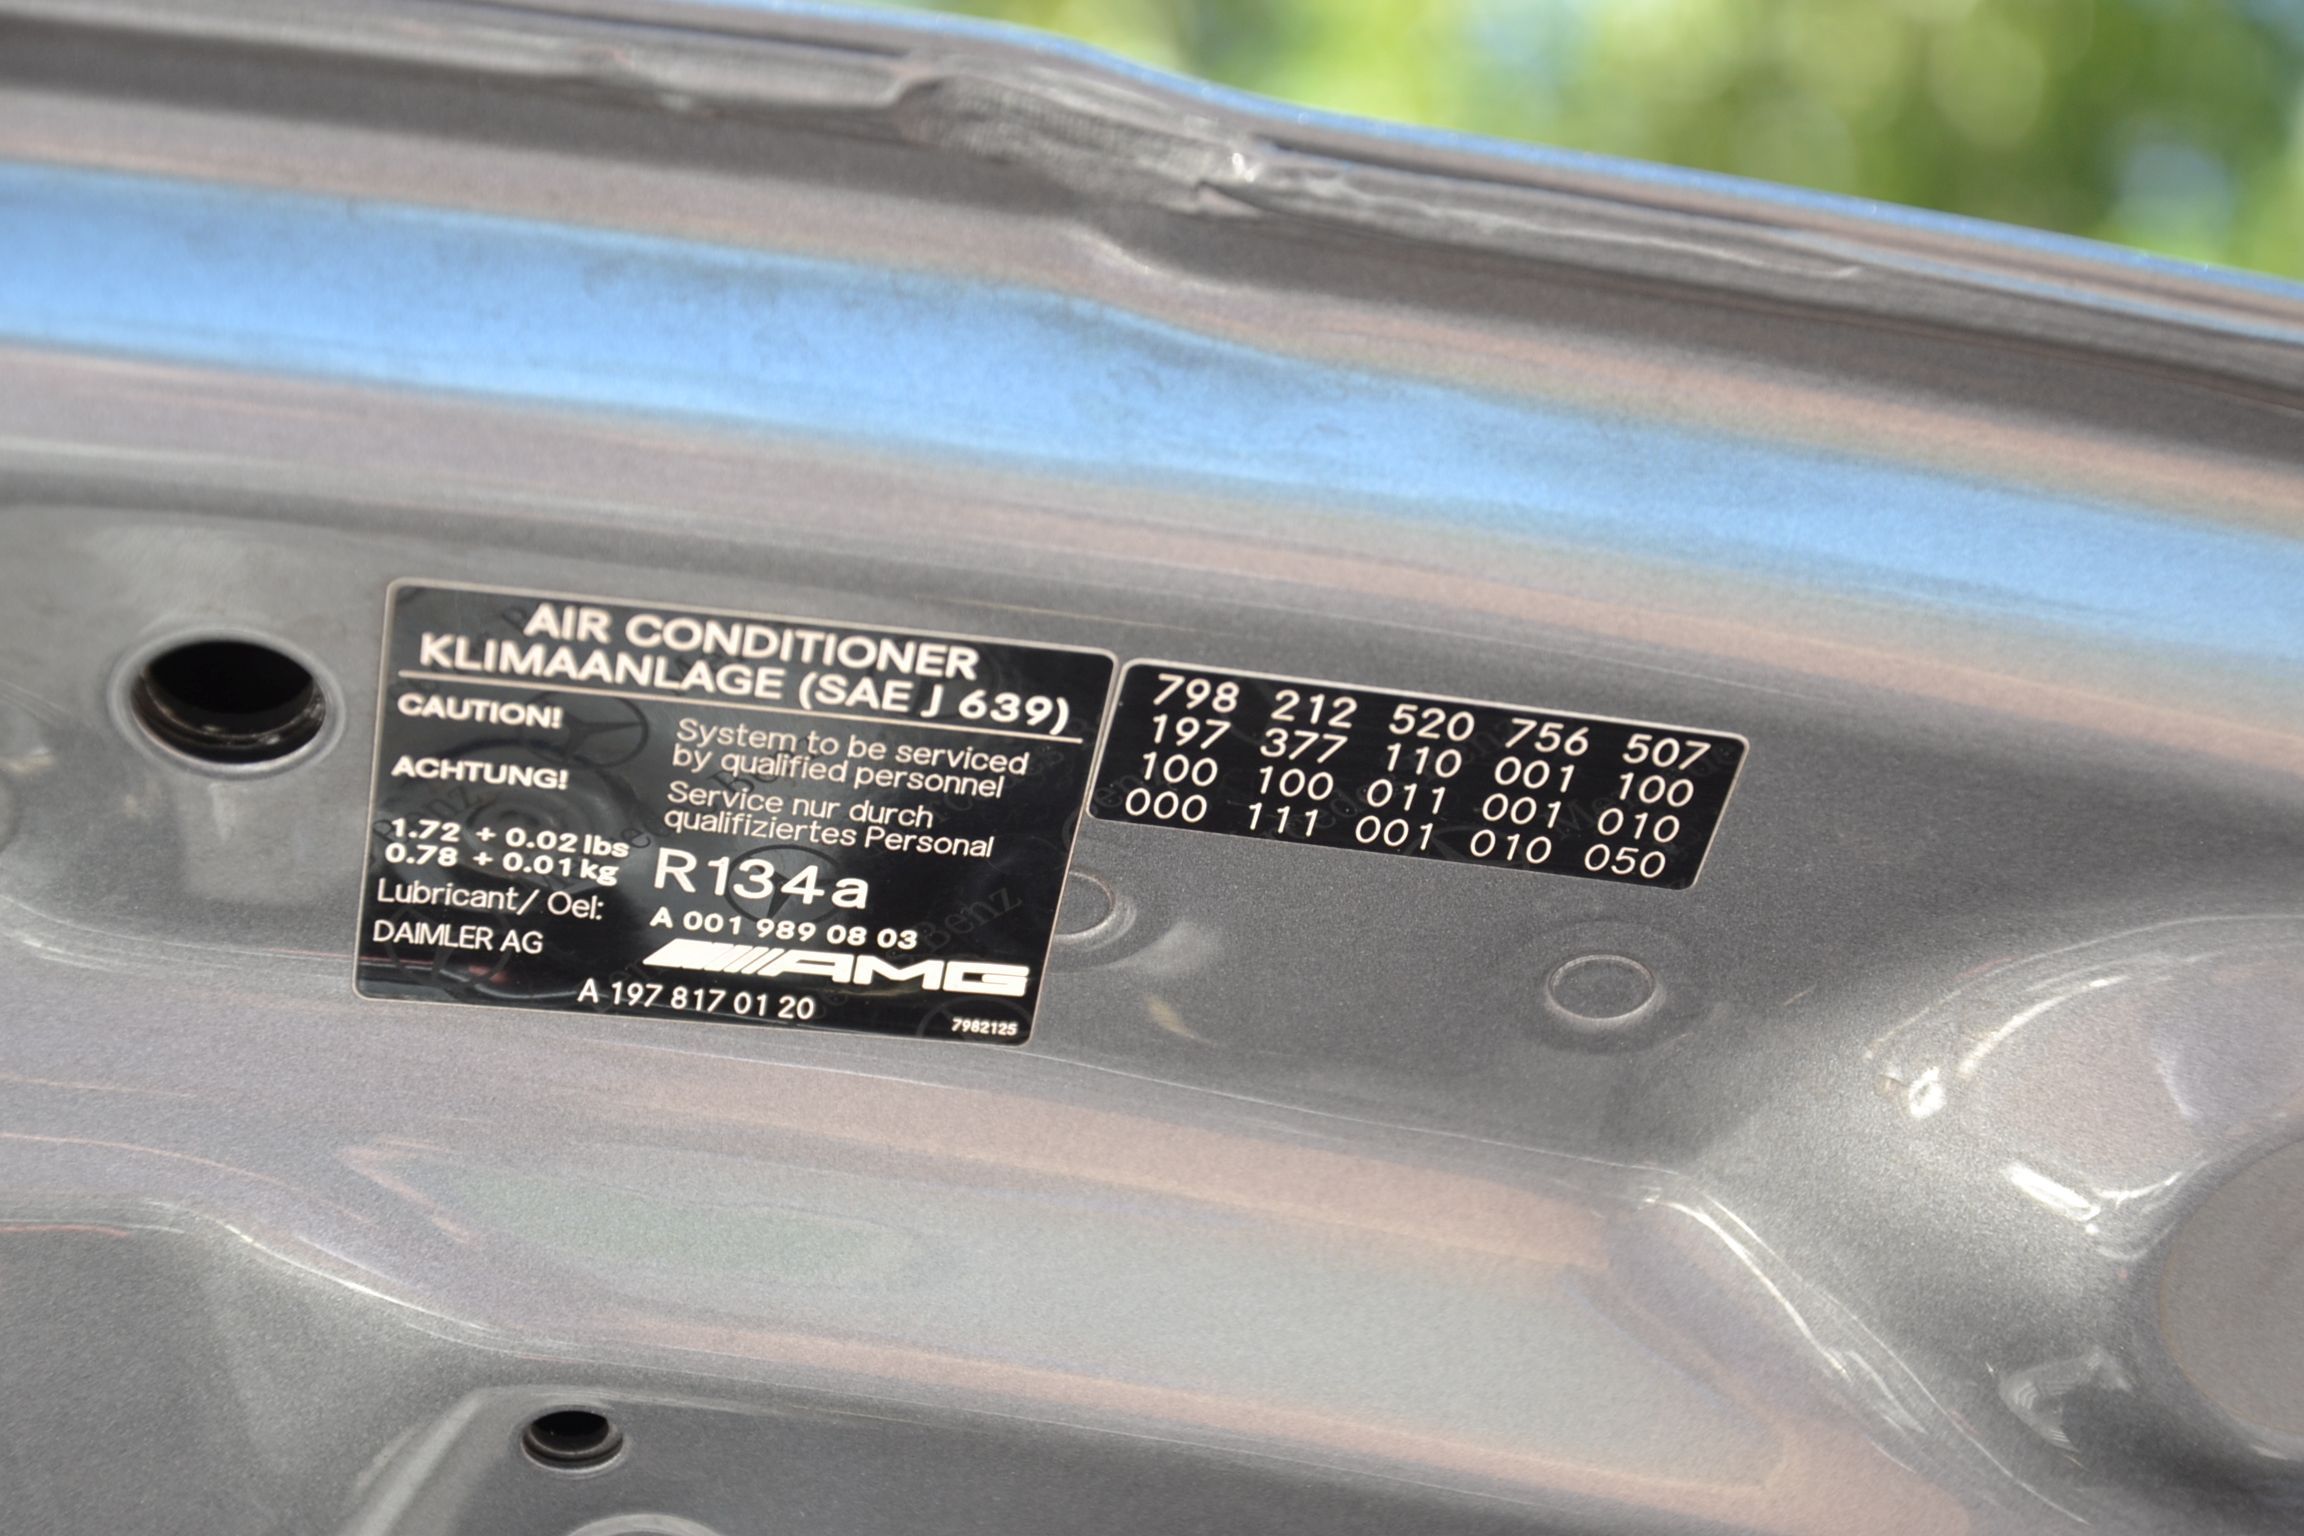 AIR CONDITIONER
KLIMAANLAGE (SAE J 639)
CAUTION!
System to be serviced
by qualified personnel
ACHTUNG!
Service nur durch
qualifiziertes Personal
1.72 + 0.02 lbs
0.78 + 0.01 kg
R134a
Lubricant/ Oel:
A 001 989 08 03
DAIMLER AG
AMG
A 197 817 01 20
7982125
798 212 520 756 507
197 377 110 001 100
100 100 011 001 010
000 111 001 010 050